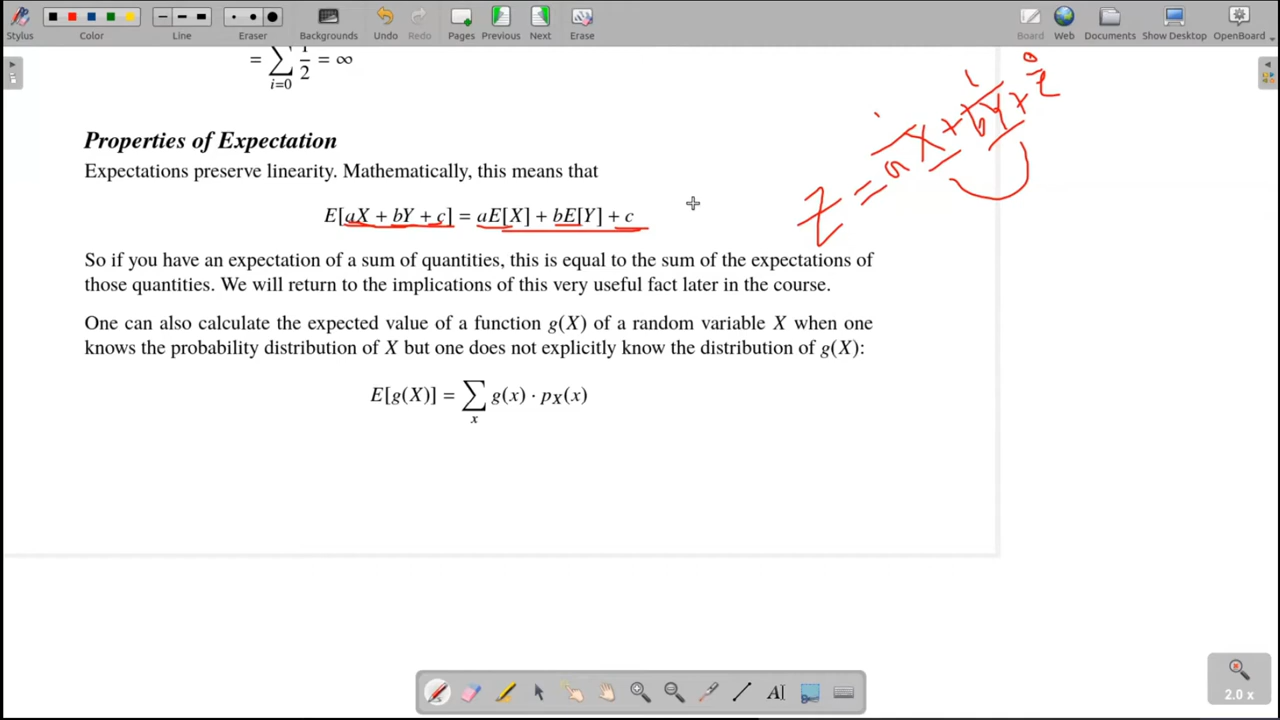 Stylus Color Line Eraser Backgrounds Undo Redo Pages Previous Next Erase Board Web Documents Show Desktop OpenBoard
= ∑ i=0 1/2 = ∞
Properties of Expectation
Expectations preserve linearity. Mathematically, this means that
E[aX + bY + c] = aE[X] + bE[Y] + c
Z = aX + bY +
So if you have an expectation of a sum of quantities, this is equal to the sum of the expectations of
those quantities. We will return to the implications of this very useful fact later in the course.
One can also calculate the expected value of a function g(X) of a random variable X when one
knows the probability distribution of X but one does not explicitly know the distribution of g(X):
E[g(X)] = ∑ x g(x) · pX(x)
2.0 x